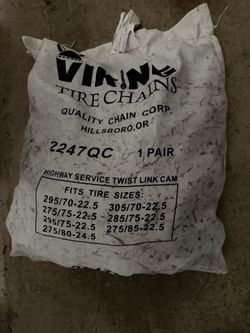 VIKING
TIRE CHAINS
QUALITY CHAIN CORP.
HILLSBORO, OR
2247QC 1 PAIR
HIGHWAY SERVICE TWIST LINK CAM
FITS TIRE SIZES:
295/70-22.5 305/70-22.5
275/75-22.5 285/75-22.5
295/75-22.5 275/85-22.5
275/80-24.5